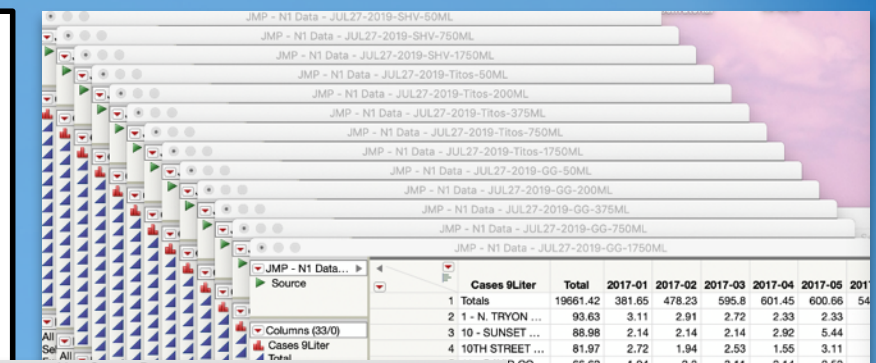 JMP - N1 Data - JUL27-2019-SHV-50ML
JMP - N1 Data - JUL27-2019-SHV-750ML
JMP - N1 Data - JUL27-2019-SHV-1750ML
JMP - N1 Data - JUL27-2019-Titos-50ML
JMP - N1 Data - JUL27-2019-Titos-200ML
JMP - N1 Data - JUL27-2019-Titos-375ML
JMP - N1 Data - JUL27-2019-Titos-750ML
JMP - N1 Data - JUL27-2019-Titos-1750ML
JMP - N1 Data - JUL27-2019-GG-50ML
JMP - N1 Data - JUL27-2019-GG-200ML
JMP - N1 Data - JUL27-2019-GG-375ML
JMP - N1 Data - JUL27-2019-GG-750ML
JMP - N1 Data - JUL27-2019-GG-1750ML
JMP - N1 Data...
Source
Cases 9Liter Total 2017-01 2017-02 2017-03 2017-04 2017-05 201
1 Totals 19661.42 381.65 478.23 595.8 601.45 600.66 54
2 1 - N. TRYON ... 93.63 3.11 2.91 2.72 2.33 2.33
3 10 - SUNSET ... 88.98 2.14 2.14 2.14 2.92 5.44
4 10TH STREET ... 81.97 2.72 1.94 2.53 1.55 3.11
Columns (33/0)
Cases 9Liter
Total
All
Sel
All